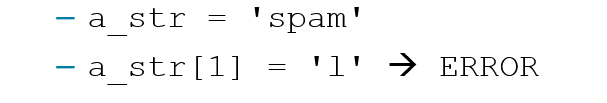 – a_str = 'spam'
– a_str[1] = 'l' → ERROR